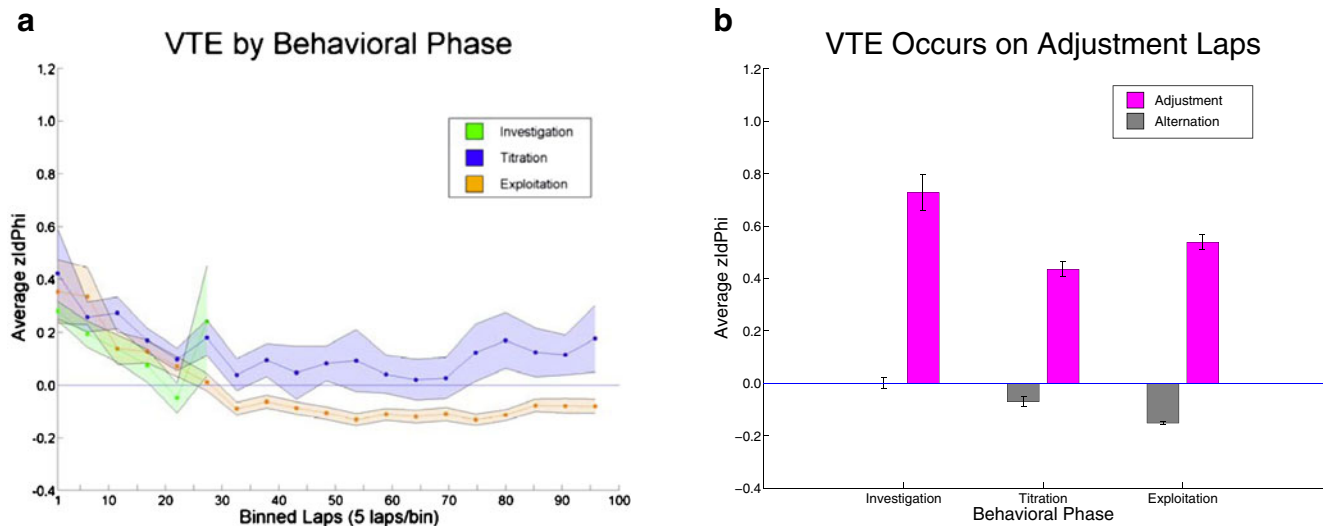 a
VTE by Behavioral Phase
1.2
1.0
0.8
0.6
0.4
0.2
0.0
-0.2
-0.4
Average zIdPhi
Investigation
Titration
Exploitation
1 10 20 30 40 50 60 70 80 90 100
Binned Laps (5 laps/bin)
b
VTE Occurs on Adjustment Laps
1.2
1.0
0.8
0.6
0.4
0.2
0.0
−0.2
−0.4
Average zIdPhi
Adjustment
Alternation
Investigation Titration Exploitation
Behavioral Phase